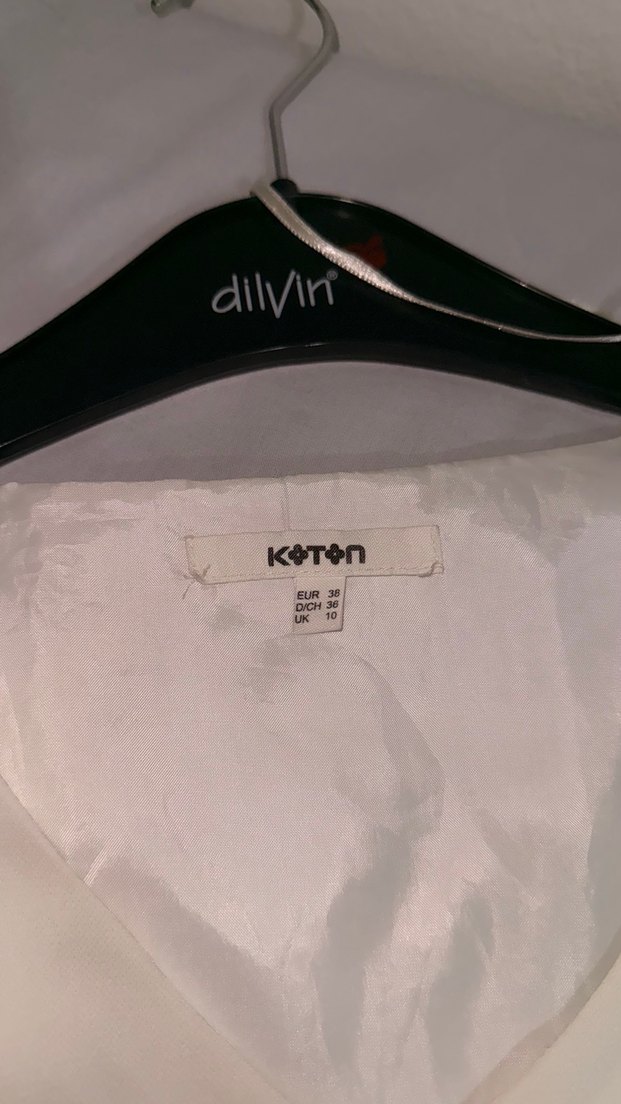 dilvin®
KOTON
EUR 38
D/CH 36
UK 10